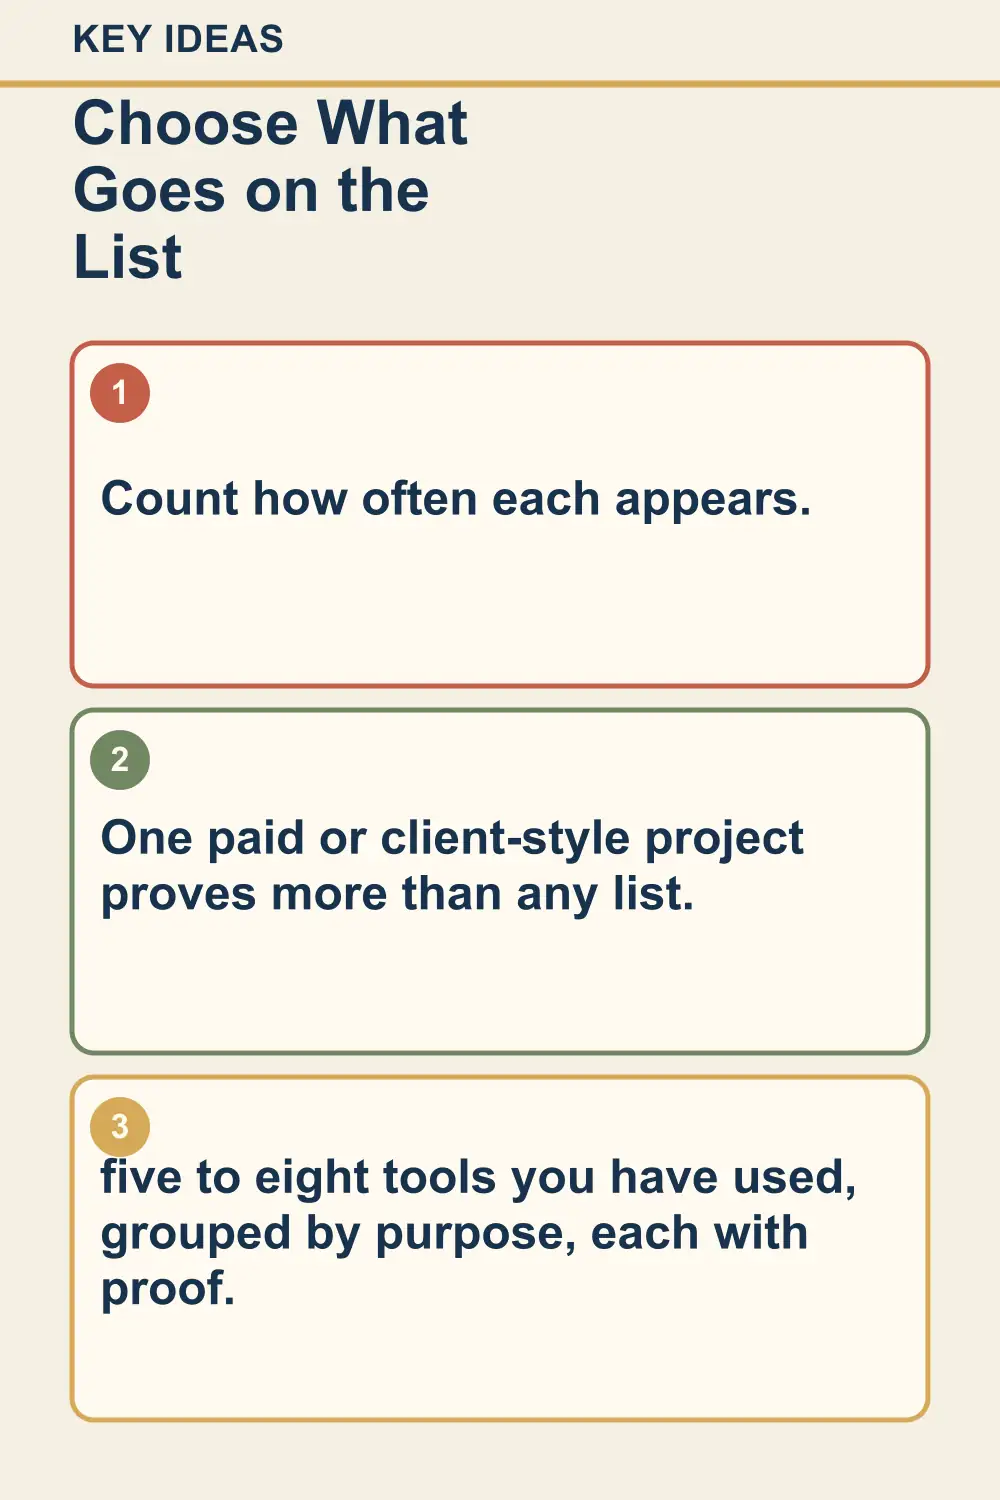 KEY IDEAS
Choose What
Goes on the
List
1
Count how often each appears.
2
One paid or client-style project
proves more than any list.
3
five to eight tools you have used,
grouped by purpose, each with
proof.